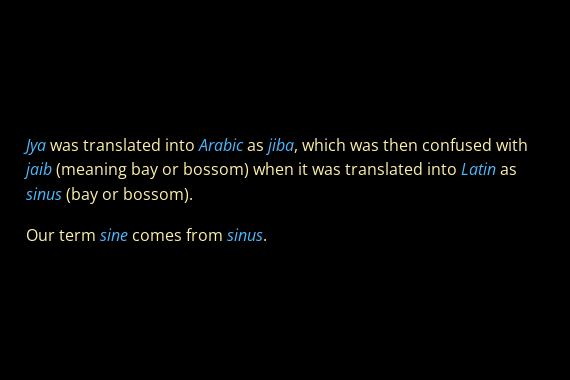 Jya was translated into Arabic as jiba, which was then confused with
jaib (meaning bay or bossom) when it was translated into Latin as
sinus (bay or bossom).
Our term sine comes from sinus.